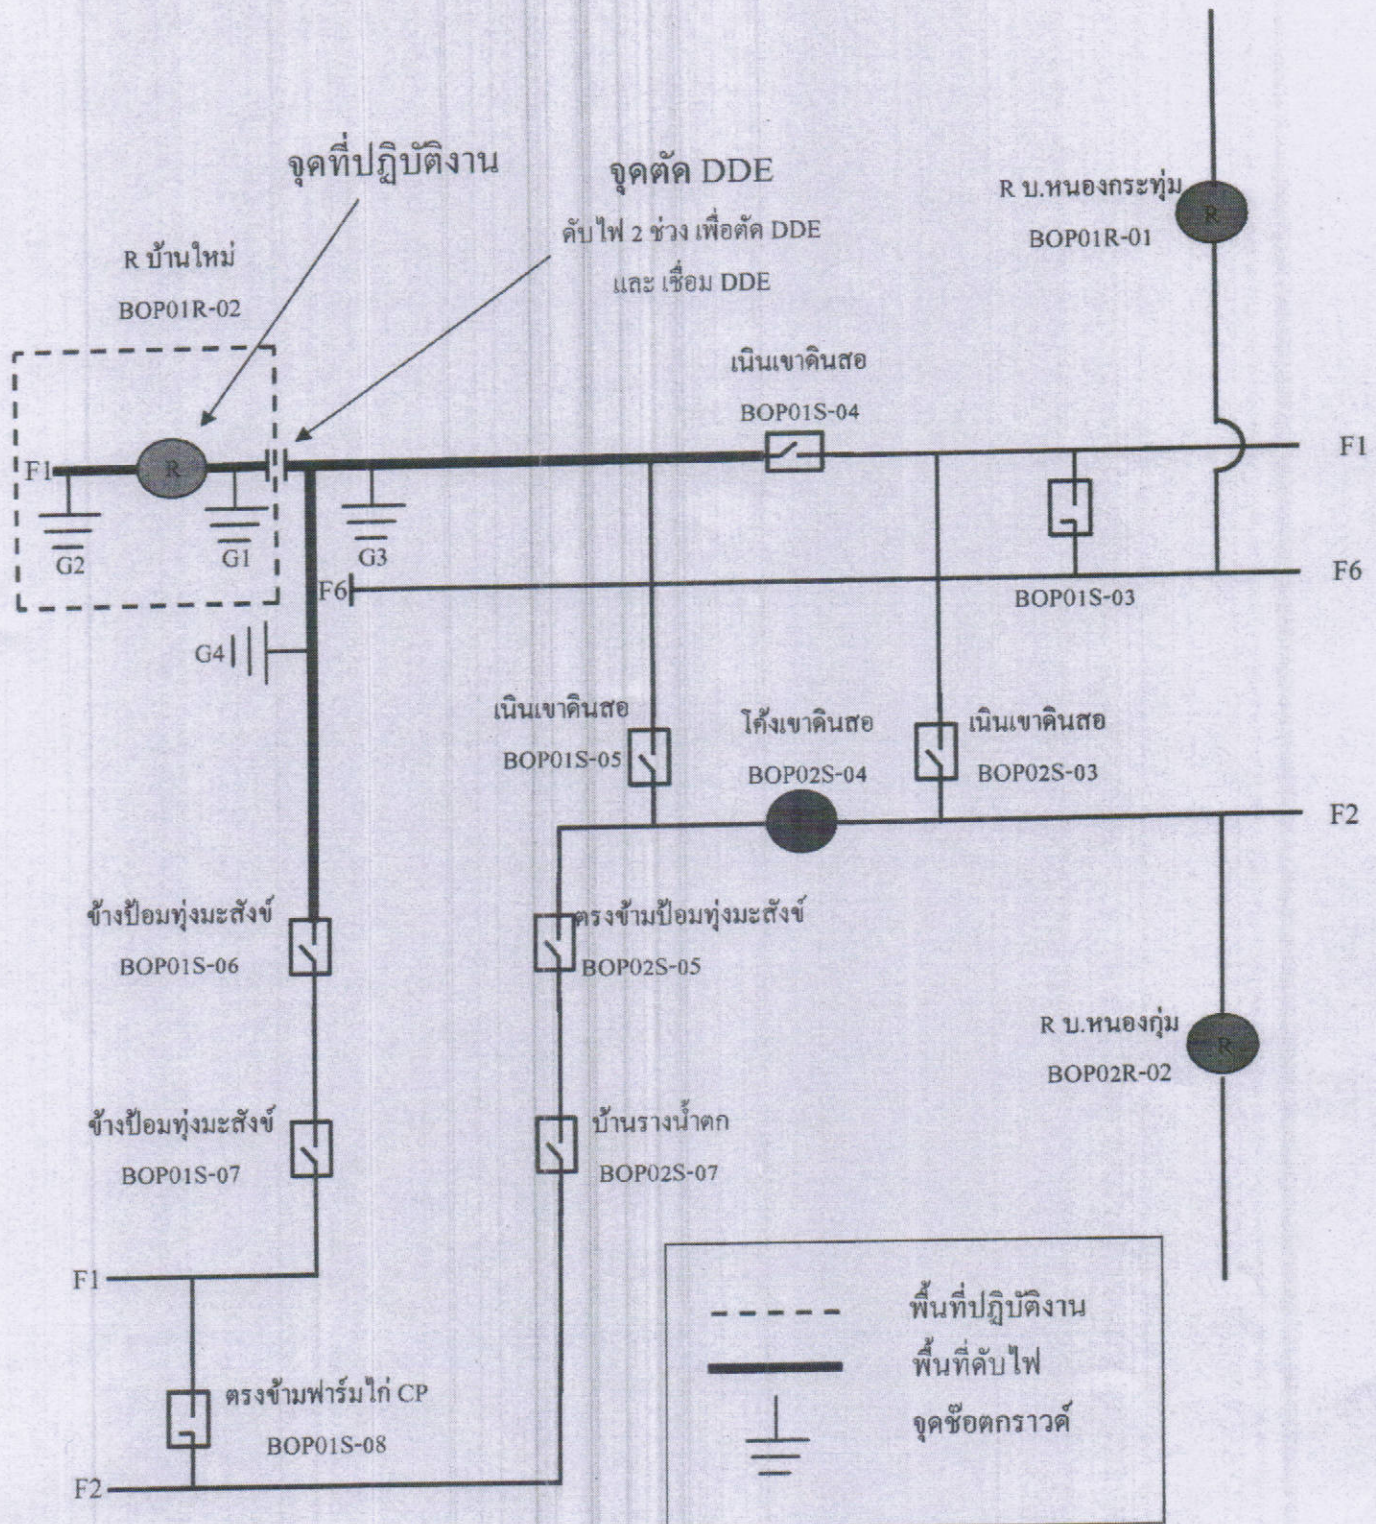 จุดที่ปฏิบัติงาน
จุดตัด DDE
ดับไฟ 2 ช่วง เพื่อตัด DDE
และ เชื่อม DDE
R บ.หนองกระทุ่ม
BOP01R-01
R
R บ้านใหม่
BOP01R-02
เนินเขาดินสอ
BOP01S-04
F1
R
F1
G2
G1
G3
F6
F6
BOP01S-03
G4
เนินเขาดินสอ
BOP01S-05
โค้งเขาดินสอ
BOP02S-04
เนินเขาดินสอ
BOP02S-03
F2
ข้างป้อมทุ่งมะสังข์
BOP01S-06
ตรงข้ามป้อมทุ่งมะสังข์
BOP02S-05
R บ.หนองกุ่ม
BOP02R-02
R
ข้างป้อมทุ่งมะสังข์
BOP01S-07
บ้านรางน้ำตก
BOP02S-07
F1
ตรงข้ามฟาร์มไก่ CP
BOP01S-08
F2
พื้นที่ปฏิบัติงาน
พื้นที่ดับไฟ
จุดช๊อตกราวด์